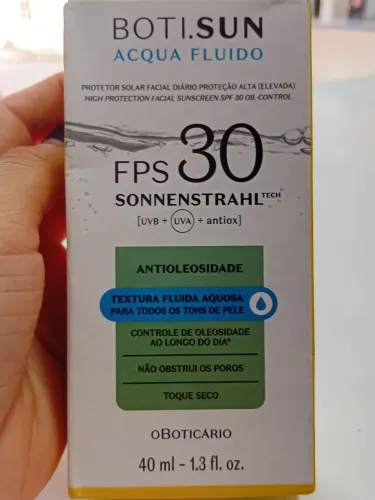 BOTI.SUN
ACQUA FLUIDO
PROTETOR SOLAR FACIAL DIÁRIO PROTEÇÃO ALTA (ELEVADA)
HIGH PROTECTION FACIAL SUNSCREEN SPF 30 OIL CONTROL
FPS 30
SONNENSTRAHL TECH
[UVB + UVA + antiox]
ANTIOLEOSIDADE
TEXTURA FLUIDA AQUOSA
PARA TODOS OS TONS DE PELE
CONTROLE DE OLEOSIDADE
AO LONGO DO DIA*
NÃO OBSTRUI OS POROS
TOQUE SECO
OBOTICÁRIO
40 ml - 1.3 fl. oz.